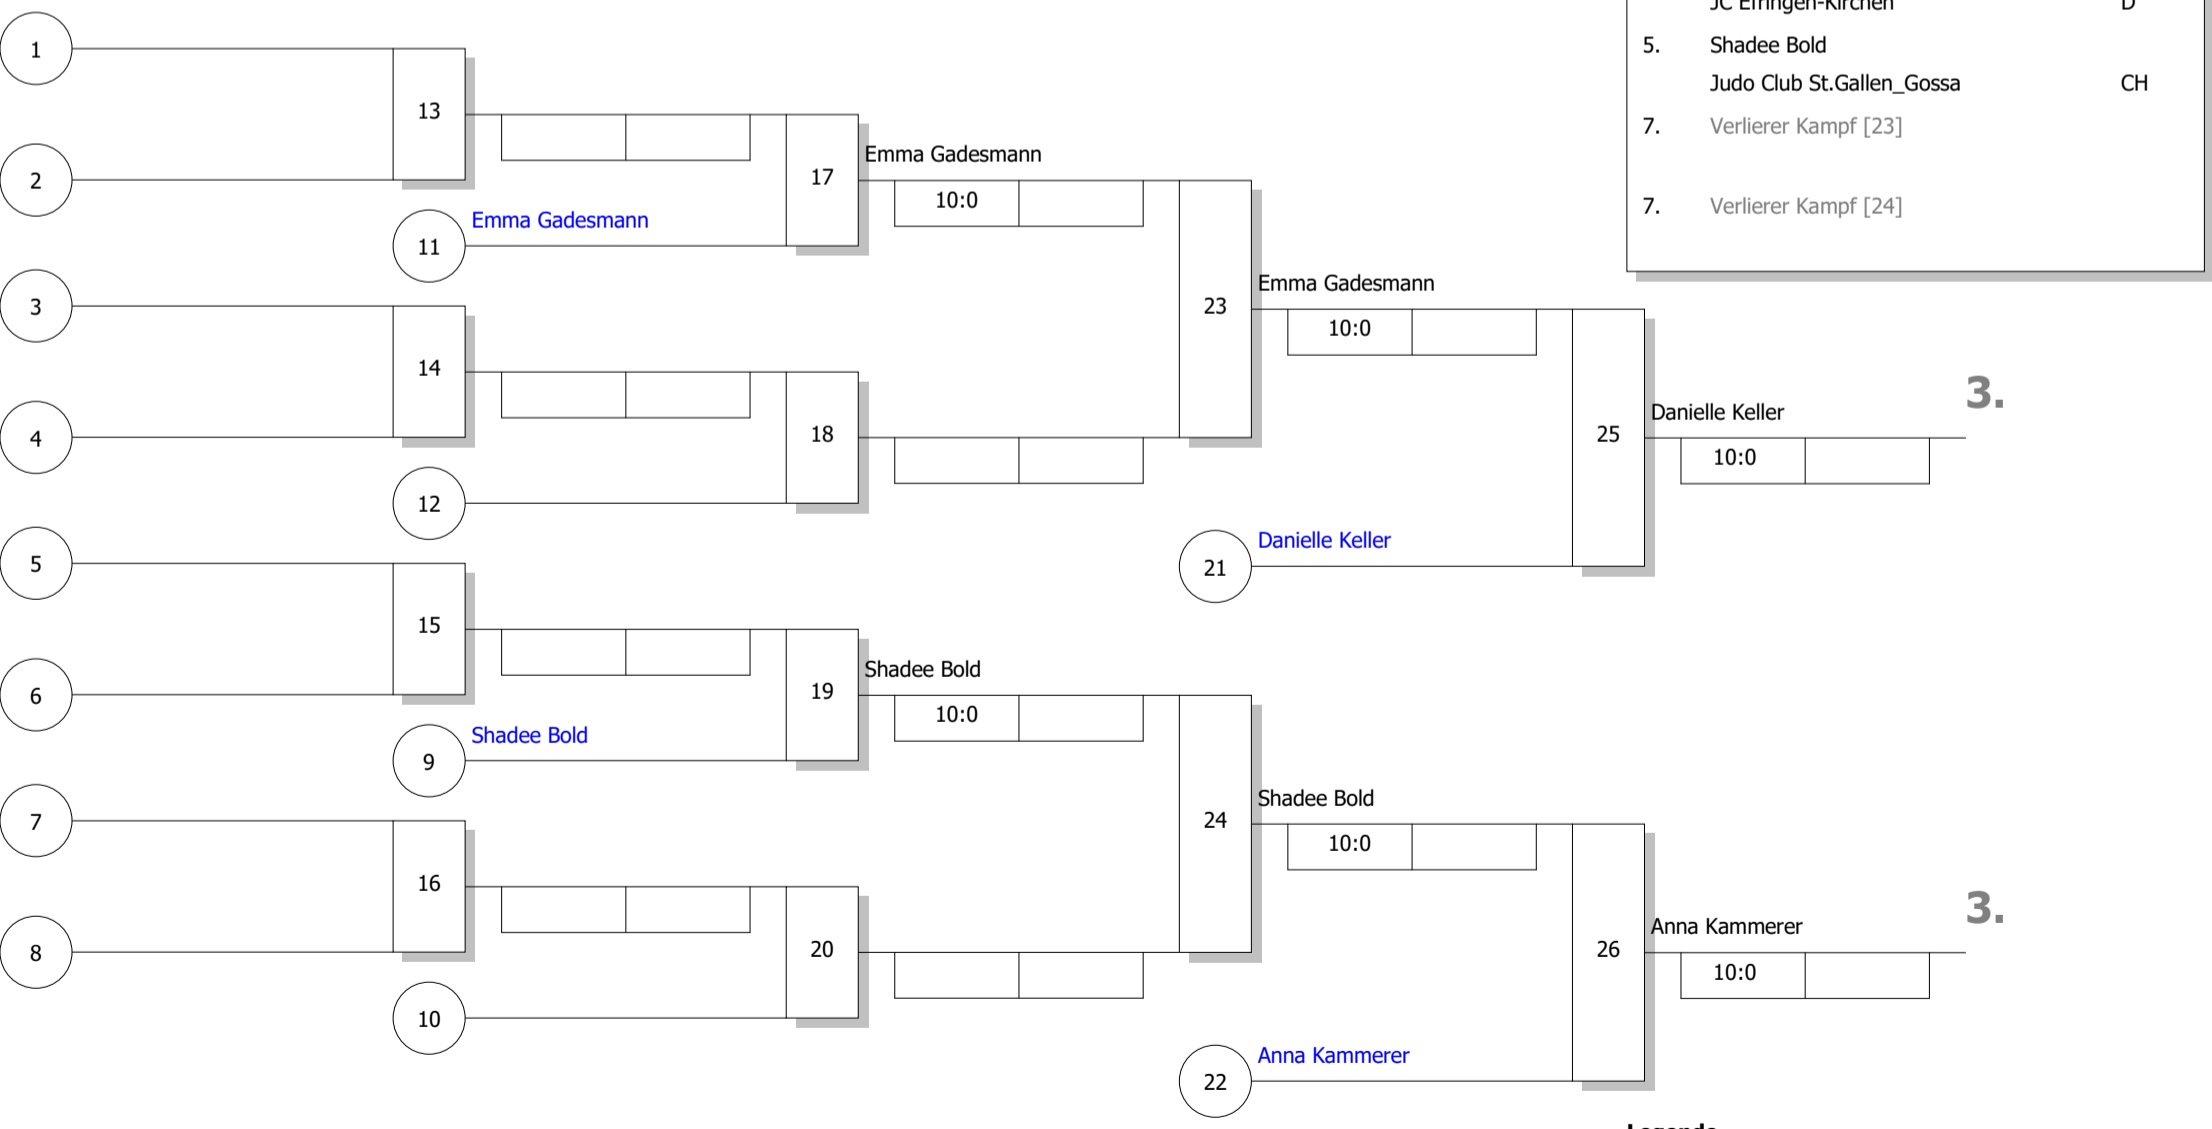 JC Efringen-Kirchen D
5. Shadee Bold
Judo Club St.Gallen_Gossa CH
7. Verlierer Kampf [23]
7. Verlierer Kampf [24]
1
13
2
17
Emma Gadesmann
10:0
11
Emma Gadesmann
3
14
4
18
12
23
Emma Gadesmann
10:0
25
Danielle Keller
3.
10:0
21
Danielle Keller
5
15
6
19
Shadee Bold
10:0
9
Shadee Bold
7
16
8
20
10
24
Shadee Bold
10:0
26
Anna Kammerer
3.
10:0
22
Anna Kammerer
Legende